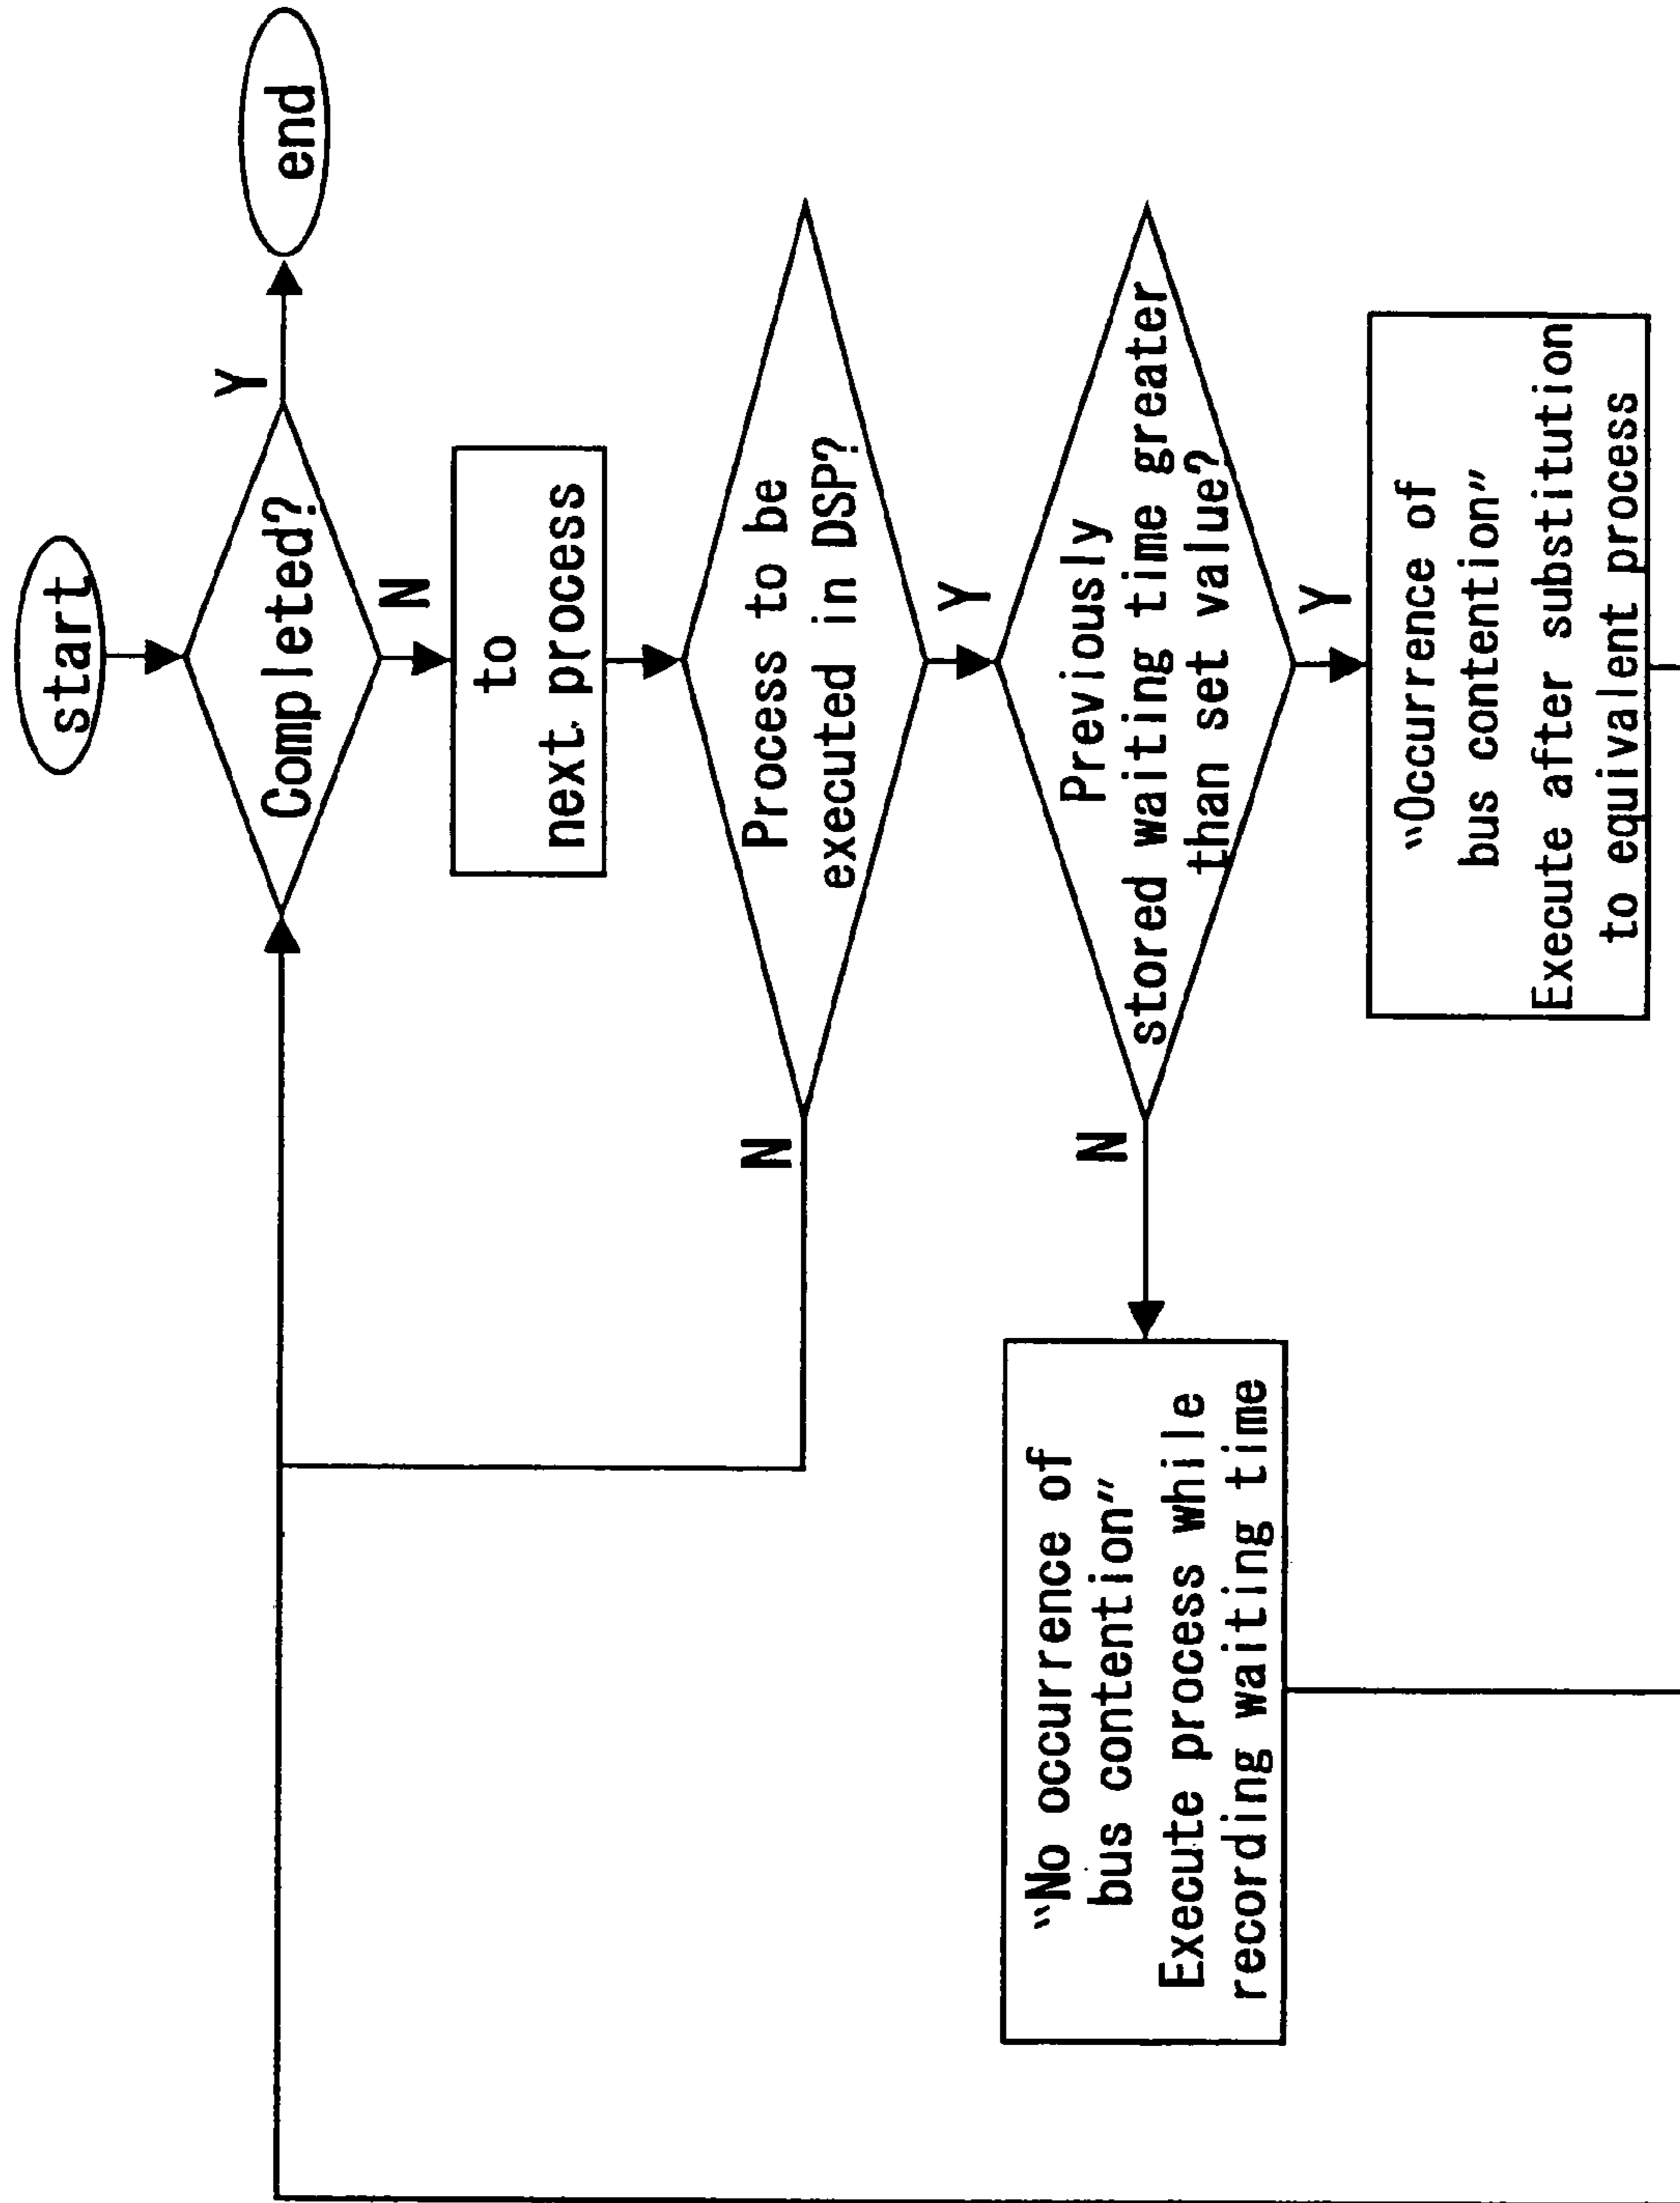 start
Completed?
Y
end
N
to
next process
Process to be
executed in DSP?
N
Y
Previously
stored waiting time greater
than set value?
N
Y
"No occurrence of
bus contention"
Execute process while
recording waiting time
"Occurrence of
bus contention"
Execute after substitution
to equivalent process